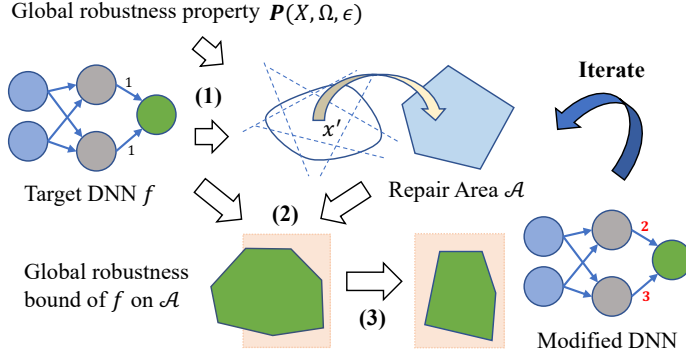 Global robustness property P(X, Ω, ϵ)
1
(1)
1
x′
Iterate
Target DNN f
Repair Area 𝒜
(2)
2
Global robustness
bound of f on 𝒜
(3)
3
Modified DNN